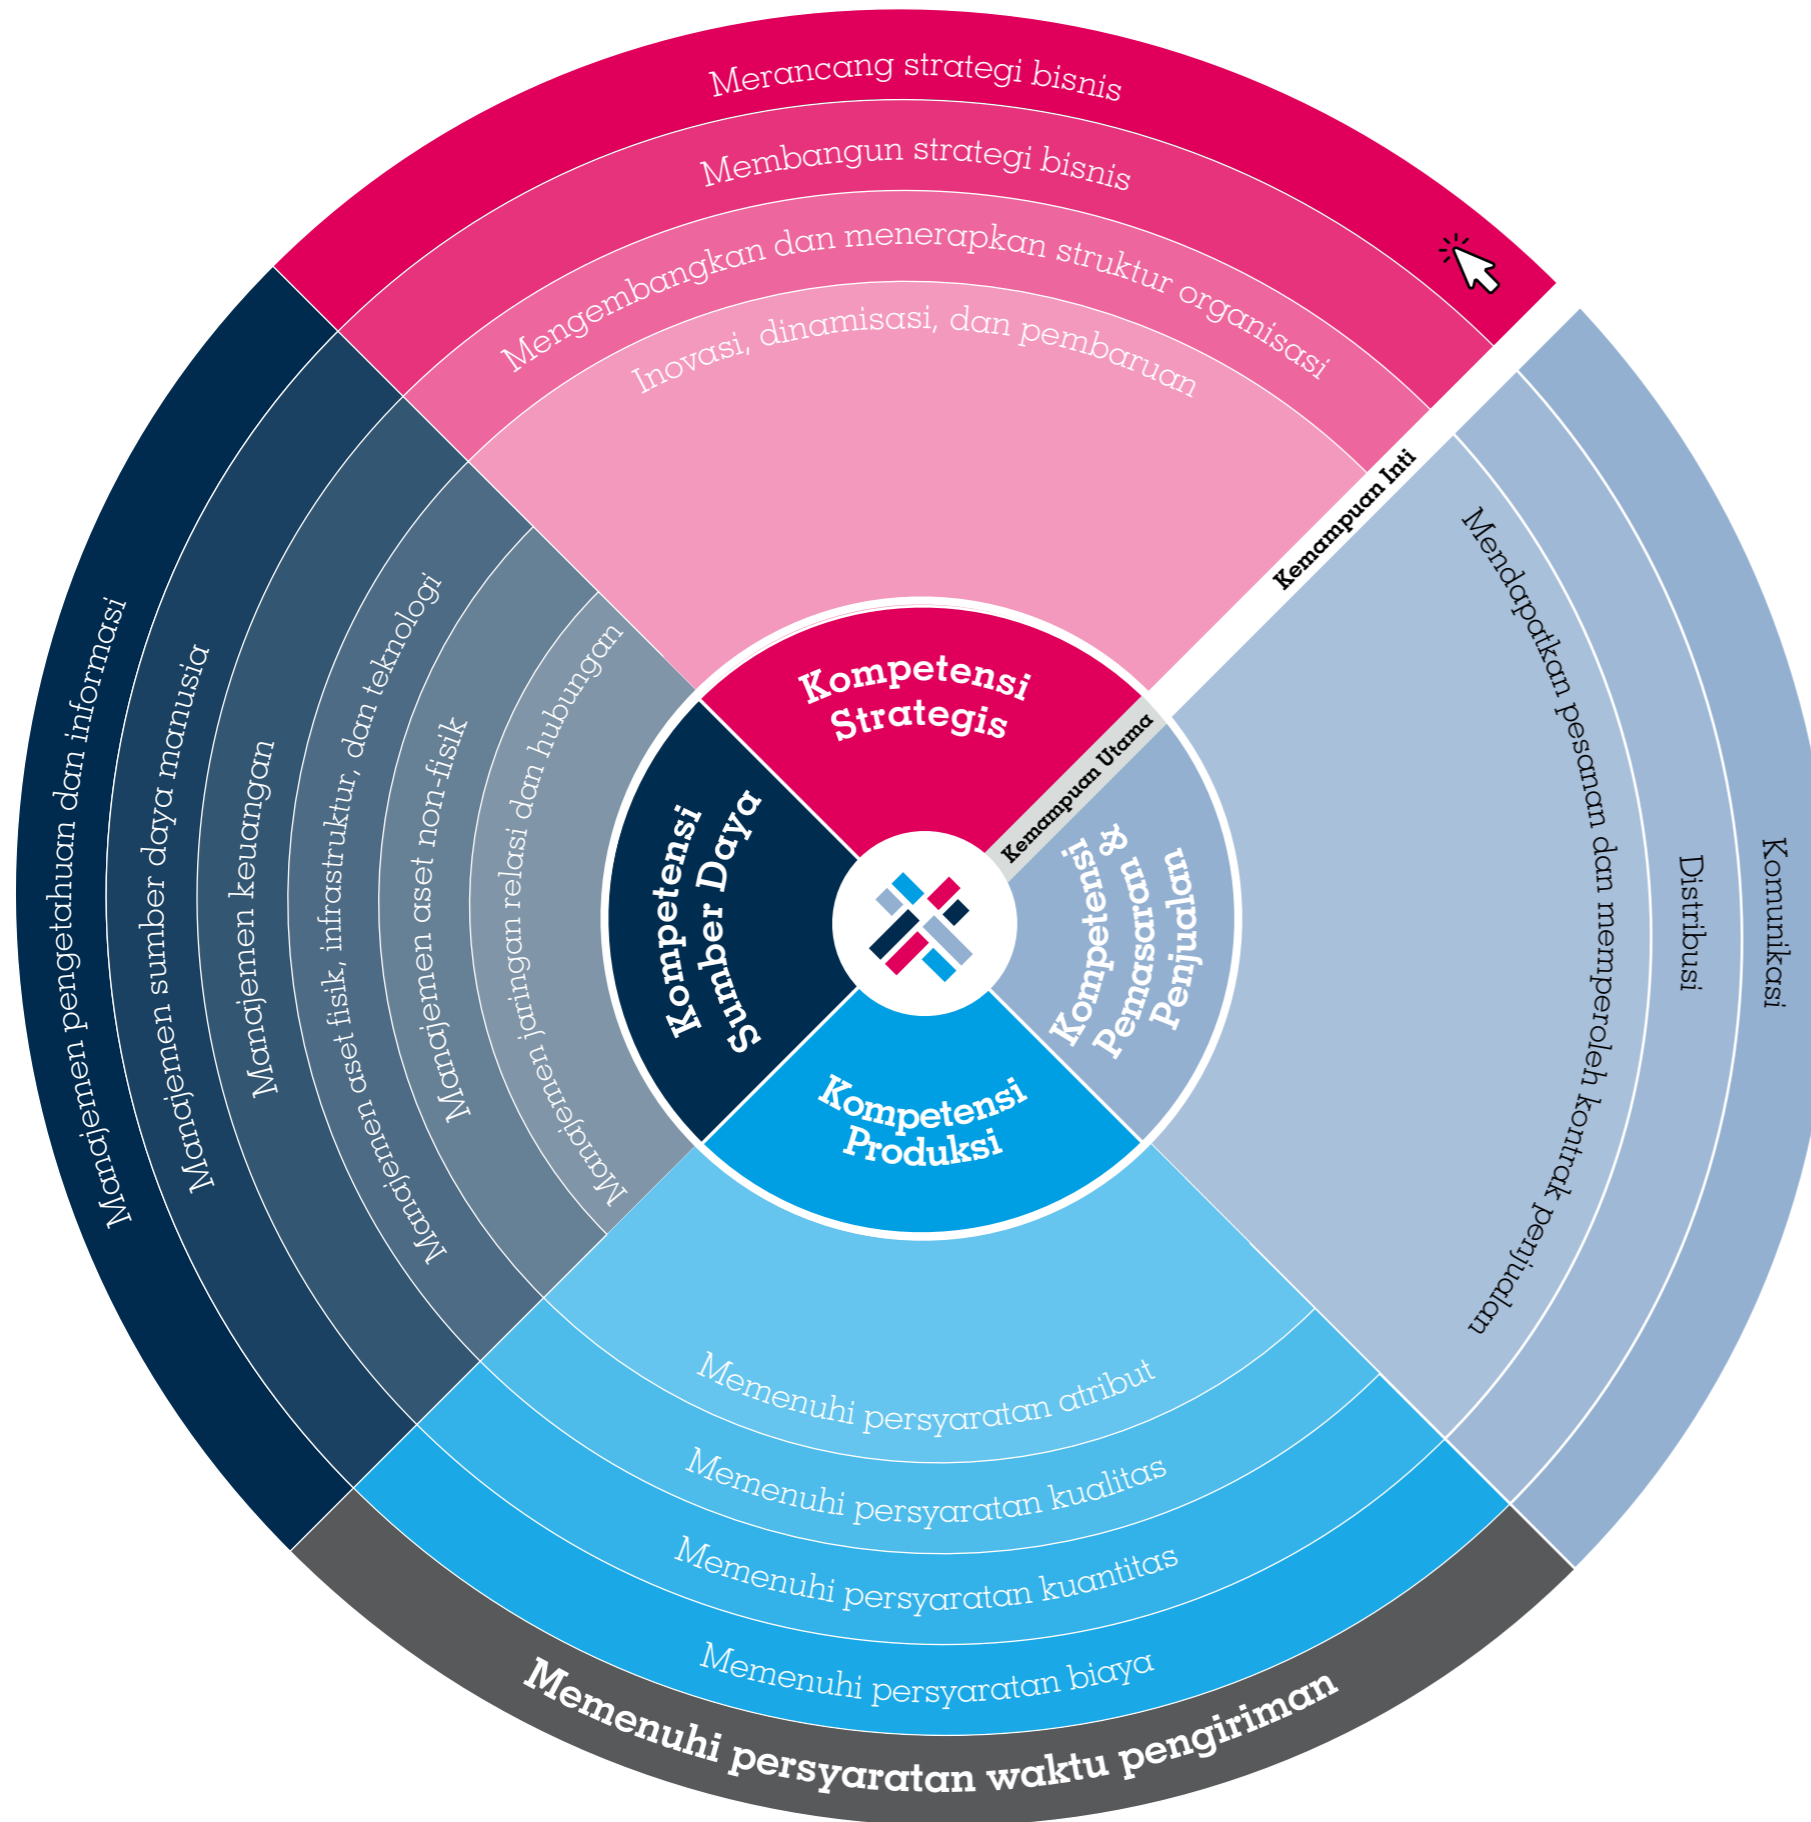 Merancang strategi bisnis
Membangun strategi bisnis
Mengembangkan dan menerapkan struktur organisasi
Inovasi, dinamisasi, dan pembaruan
Kompetensi
Strategis
Kemampuan Inti
Kemampuan Utama
Komunikasi
Distribusi
Mendapatkan pesanan dan memperoleh kontrak penjualan
Kompetensi
Pemasaran &
Penjualan
Kompetensi
Produksi
Memenuhi persyaratan atribut
Memenuhi persyaratan kualitas
Memenuhi persyaratan kuantitas
Memenuhi persyaratan biaya
Memenuhi persyaratan waktu pengiriman
Manajemen pengetahuan dan informasi
Manajemen sumber daya manusia
Manajemen keuangan
Manajemen aset fisik, infrastruktur, dan teknologi
Manajemen aset non-fisik
Manajemen jaringan relasi dan hubungan
Kompetensi
Sumber Daya